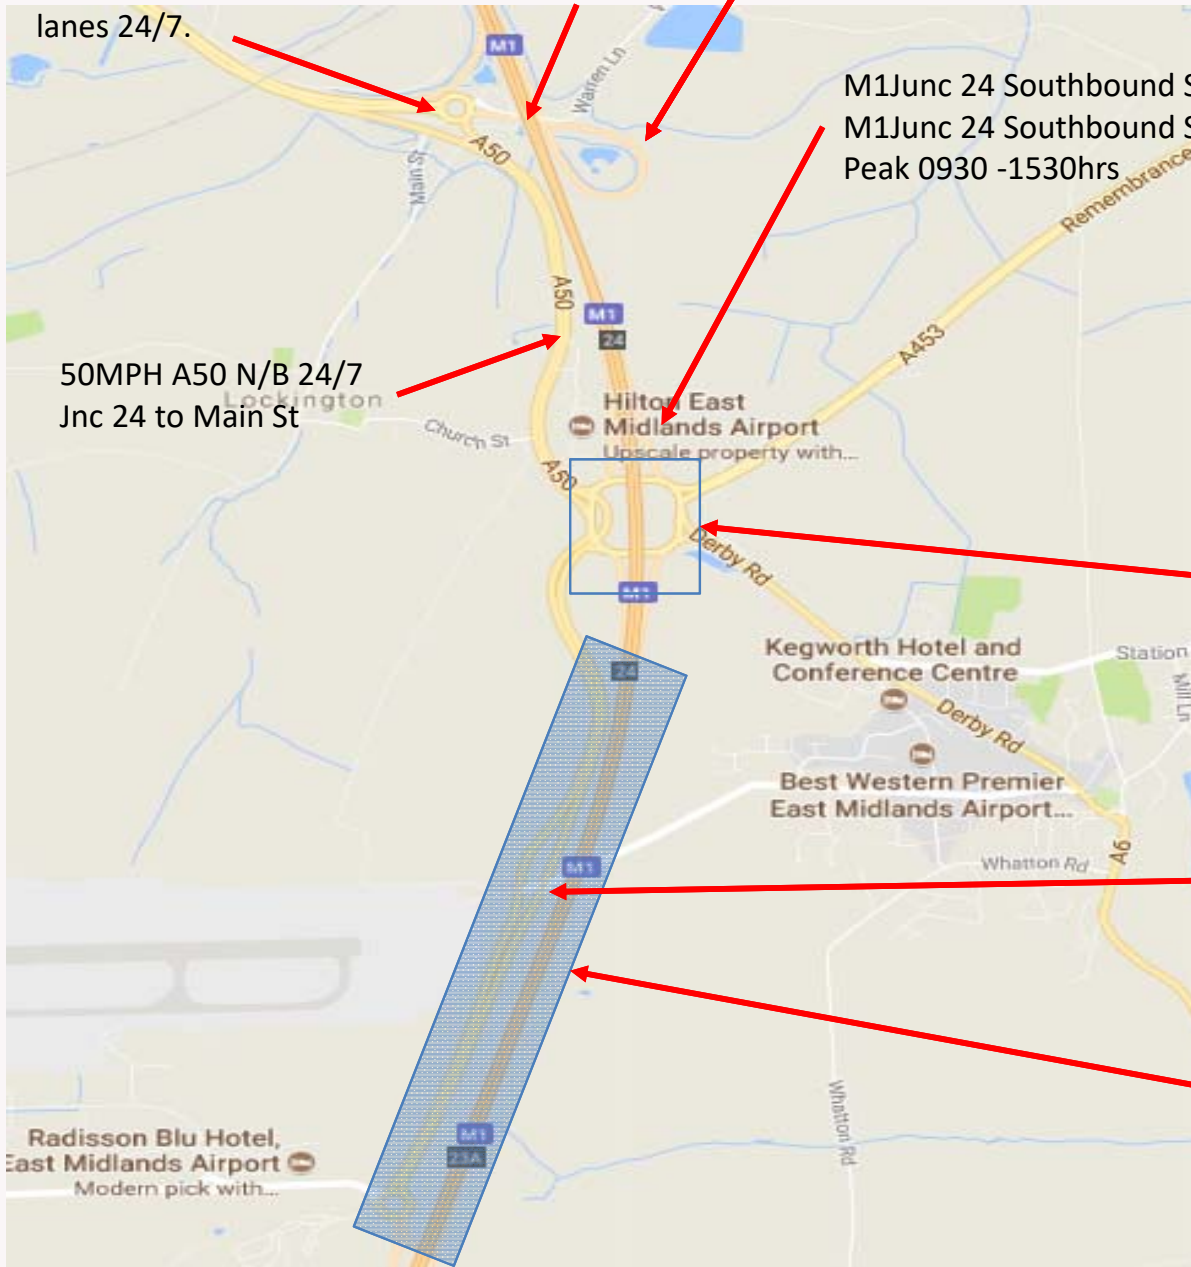 lanes 24/7.
M1
Warren Ln
M1Junc 24 Southbound S
M1Junc 24 Southbound S
Peak 0930 -1530hrs
A50
Main St
Remembrance
A50
M1
24
A453
50MPH A50 N/B 24/7
Jnc 24 to Main St
Lockington
Hilton East
Midlands Airport
Upscale property with...
Church St
A50
Derby Rd
M1
Kegworth Hotel and
Conference Centre
Station
24
Mill Ln
Derby Rd
Best Western Premier
East Midlands Airport...
M1
Whatton Rd
A6
Whatton Rd
M1
23A
Radisson Blu Hotel,
East Midlands Airport
Modern pick with...